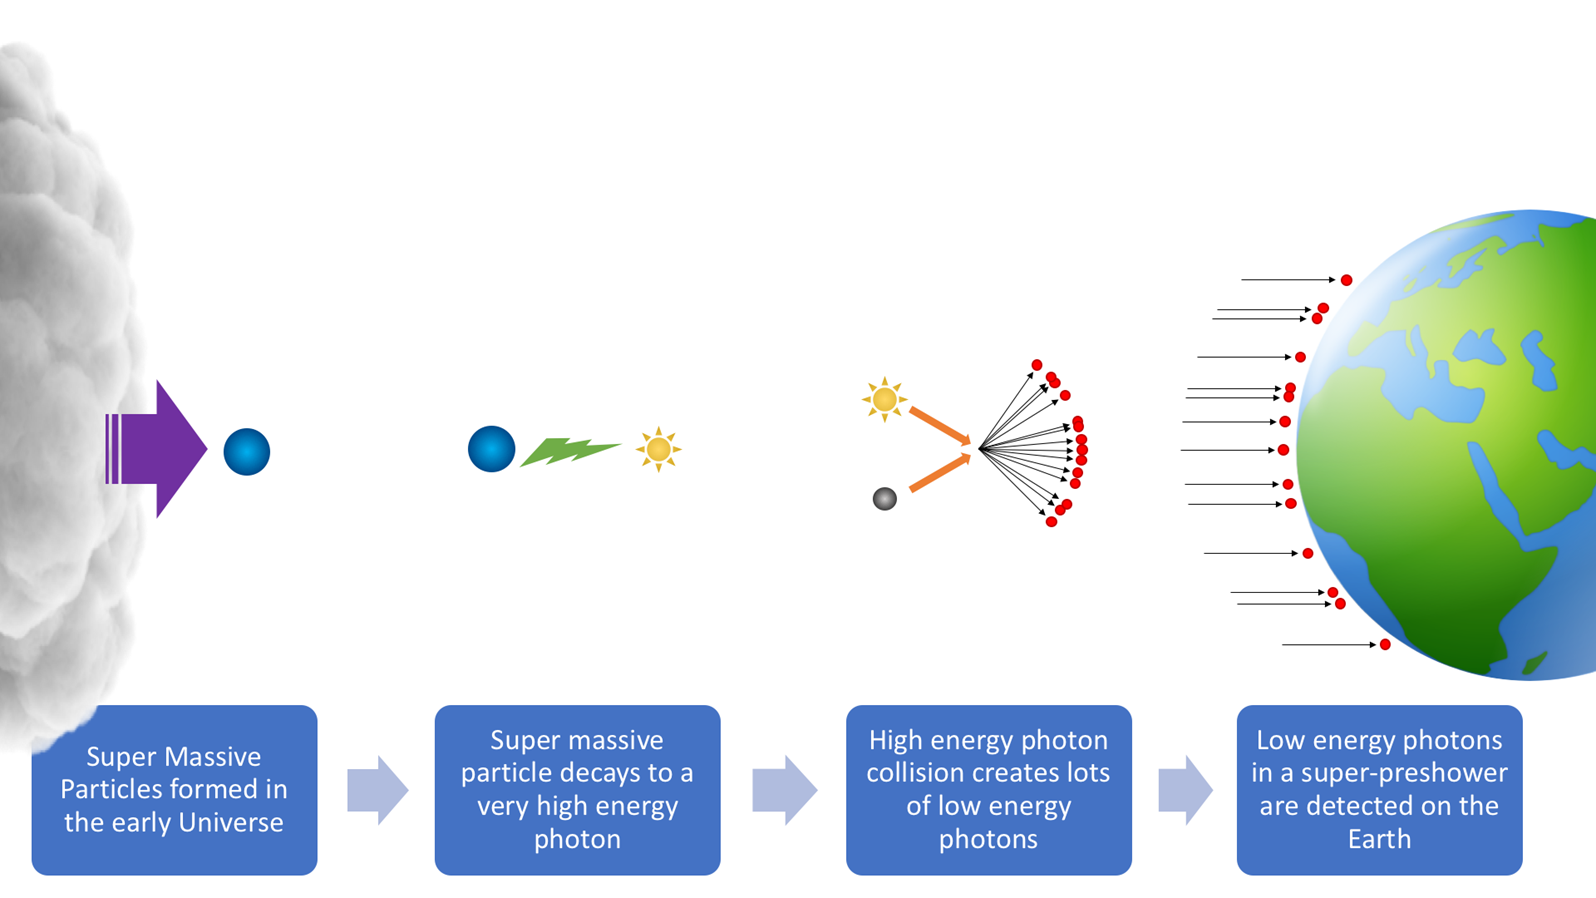 Super Massive
Particles formed in
the early Universe
Super massive
particle decays to a
very high energy
photon
High energy photon
collision creates lots
of low energy
photons
Low energy photons
in a super-preshower
are detected on the
Earth